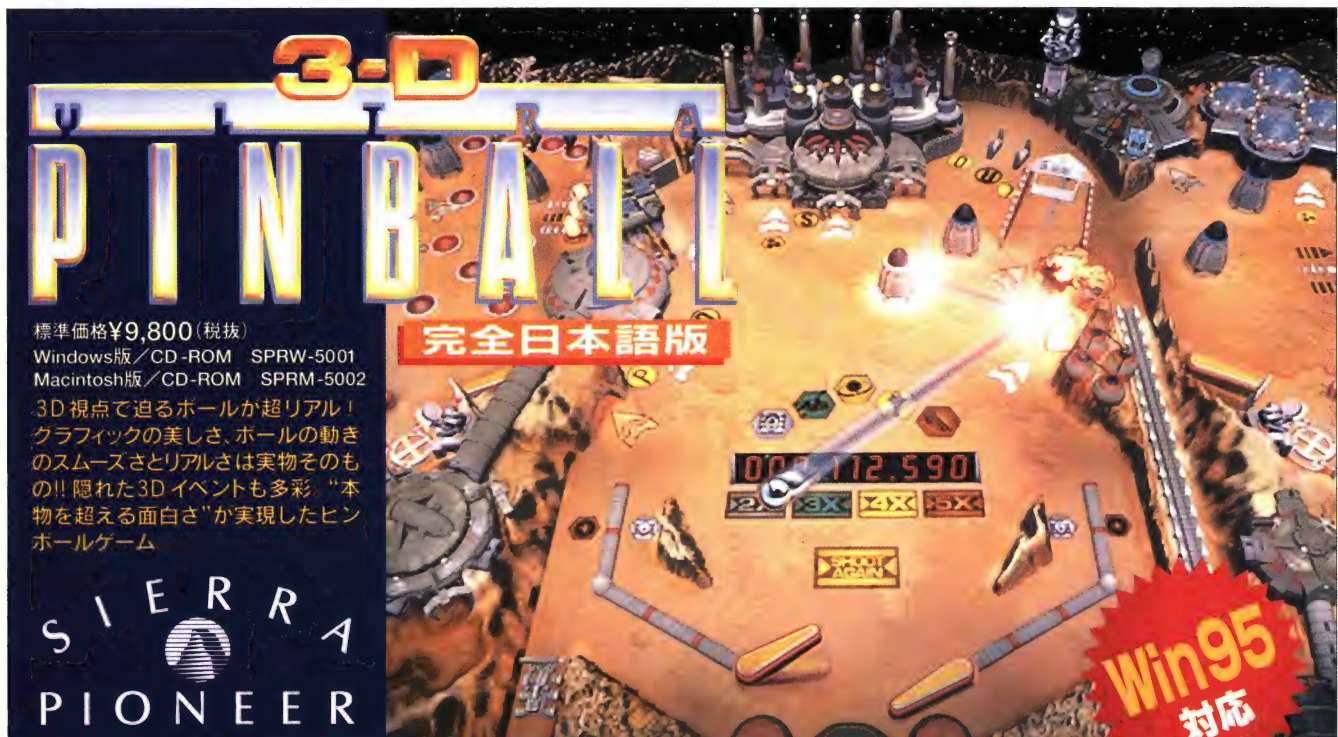 3-D
ULTRA
PINBALL
完全日本語版
標準価格¥9,800(税抜)
Windows版/CD-ROM SPRW-5001
Macintosh版/CD-ROM SPRM-5002
3D視点で迫るボールが超リアル!
グラフィックの美しさ、ボールの動き
のスムーズさとリアルさは実物そのも
の!! 隠れた3Dイベントも多彩。“本
物を超える面白さ”が実現したピン
ボールゲーム
SIERRA
PIONEER
112.590
2X 3X 4X 5X
SHOOT
AGAIN
Win95
対応